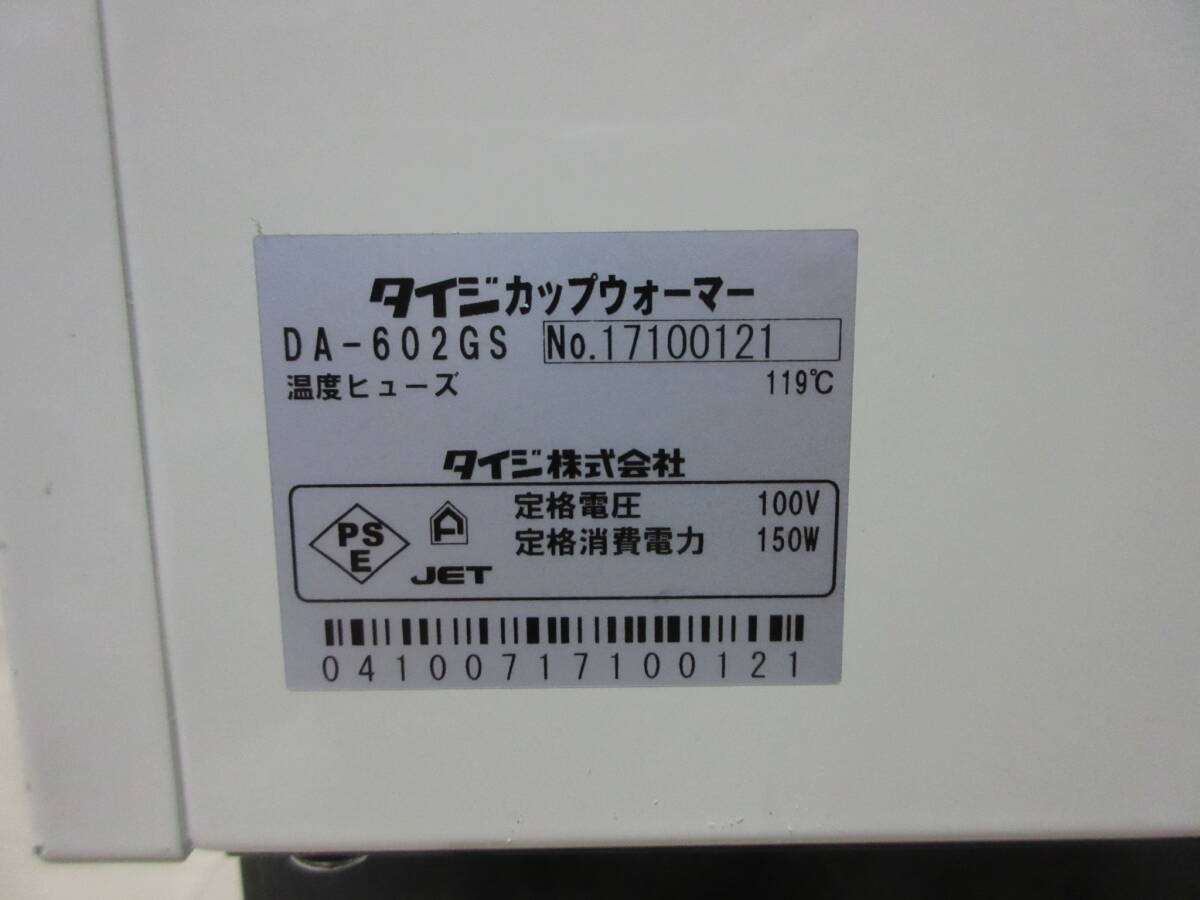 タイジカップウォーマー
DA-602GS No.17100121
温度ヒューズ 119℃
タイジ株式会社
PSE JET 定格電圧 100V
定格消費電力 150W
04100717100121